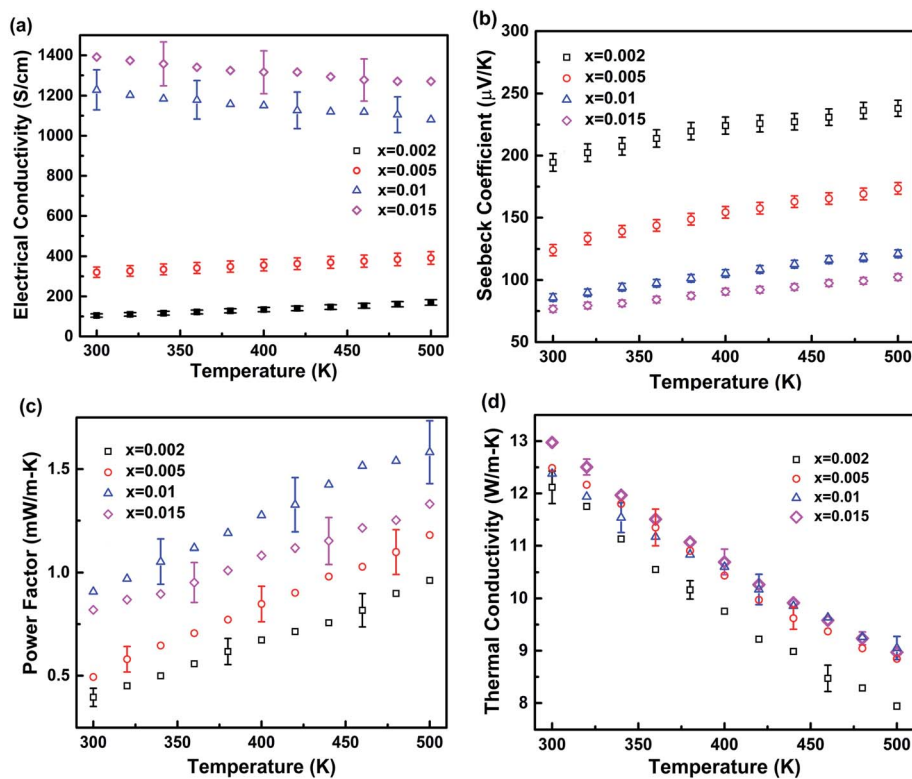 (a)
1400
1200
1000
800
600
400
200
0
300
350
400
450
500
Electrical Conductivity (S/cm)
Temperature (K)
x=0.002
x=0.005
x=0.01
x=0.015
(b)
300
250
200
150
100
50
300
350
400
450
500
Seebeck Coefficient (μV/K)
Temperature (K)
x=0.002
x=0.005
x=0.01
x=0.015
(c)
1.5
1.0
0.5
300
350
400
450
500
Power Factor (mW/m-K)
Temperature (K)
x=0.002
x=0.005
x=0.01
x=0.015
(d)
13
12
11
10
9
8
300
350
400
450
500
Thermal Conductivity (W/m-K)
Temperature (K)
x=0.002
x=0.005
x=0.01
x=0.015